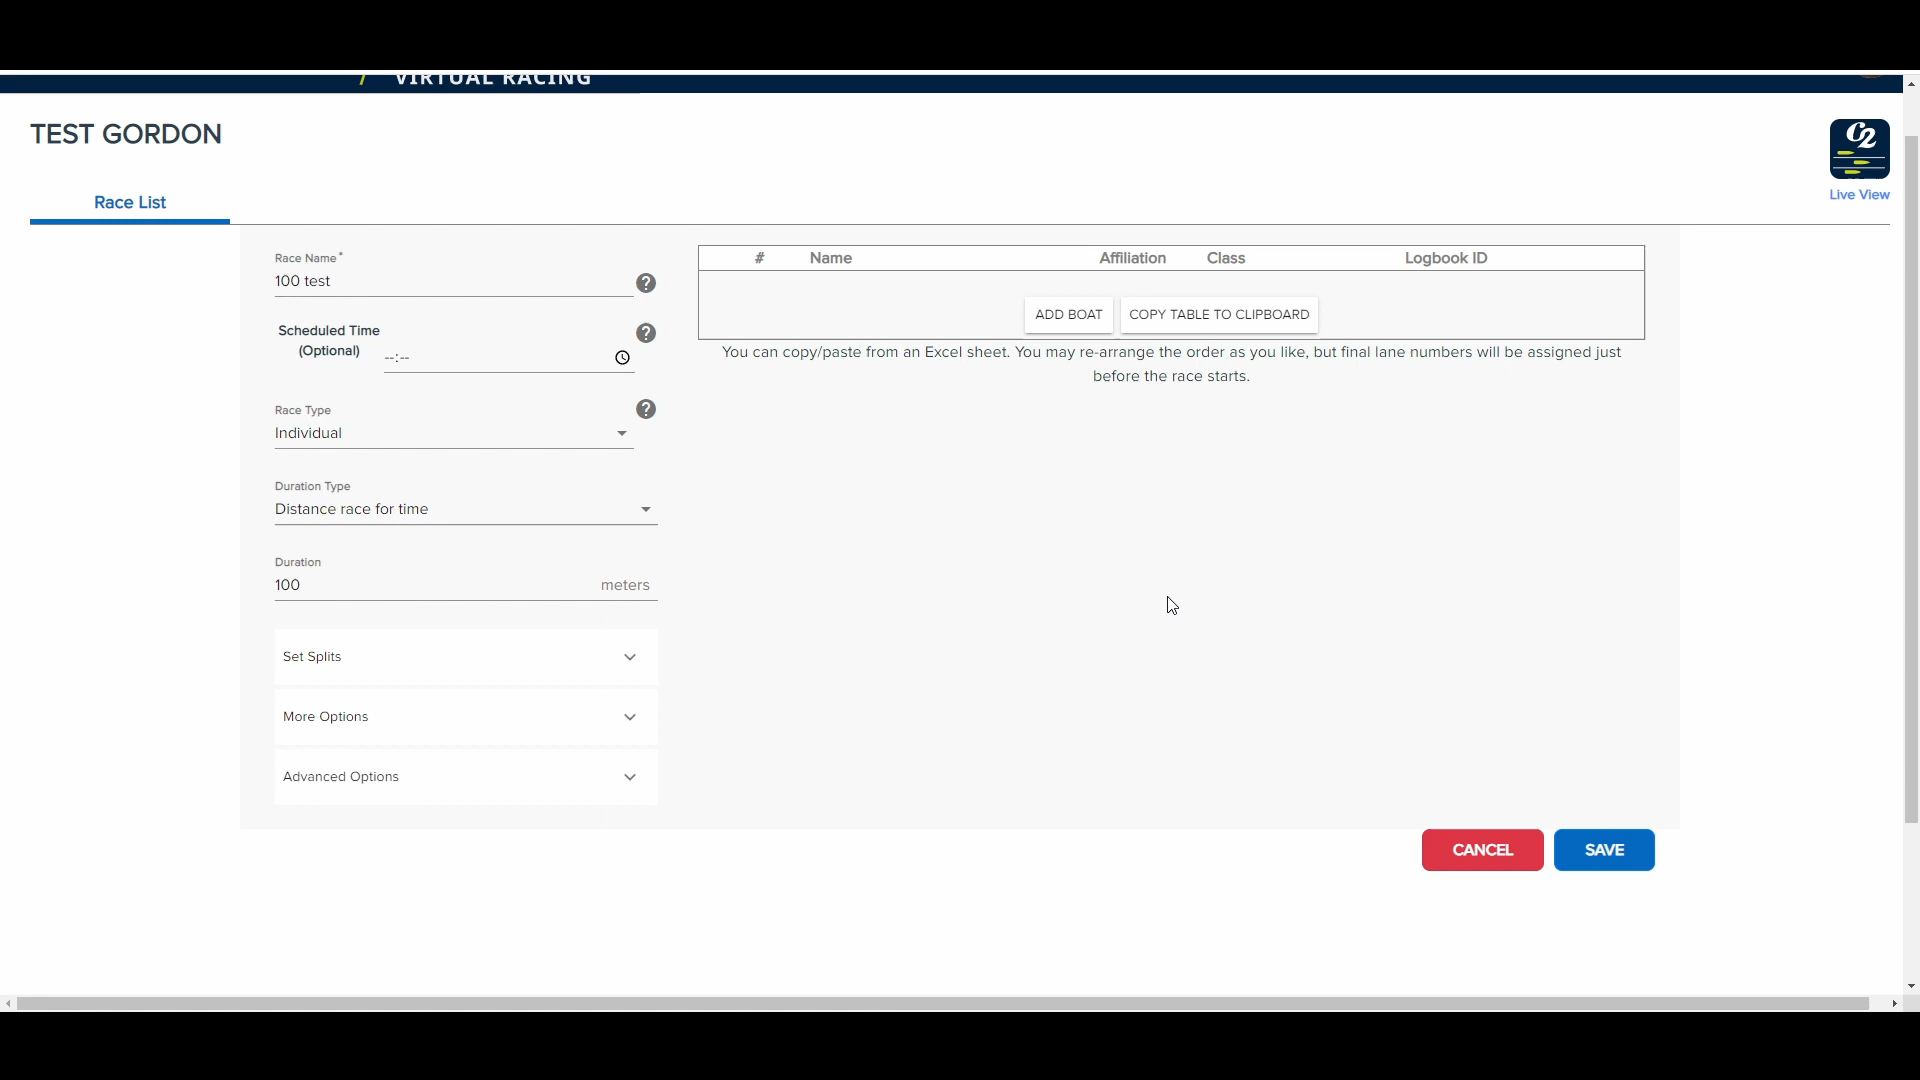 VIRTUAL RACING
TEST GORDON
C2
Live View
Race List
Race Name*
100 test
?
Scheduled Time
(Optional)
--:--
?
Race Type
Individual
?
Duration Type
Distance race for time
Duration
100 meters
Set Splits
More Options
Advanced Options
# Name Affiliation Class Logbook ID
ADD BOAT COPY TABLE TO CLIPBOARD
You can copy/paste from an Excel sheet. You may re-arrange the order as you like, but final lane numbers will be assigned just
before the race starts.
CANCEL SAVE